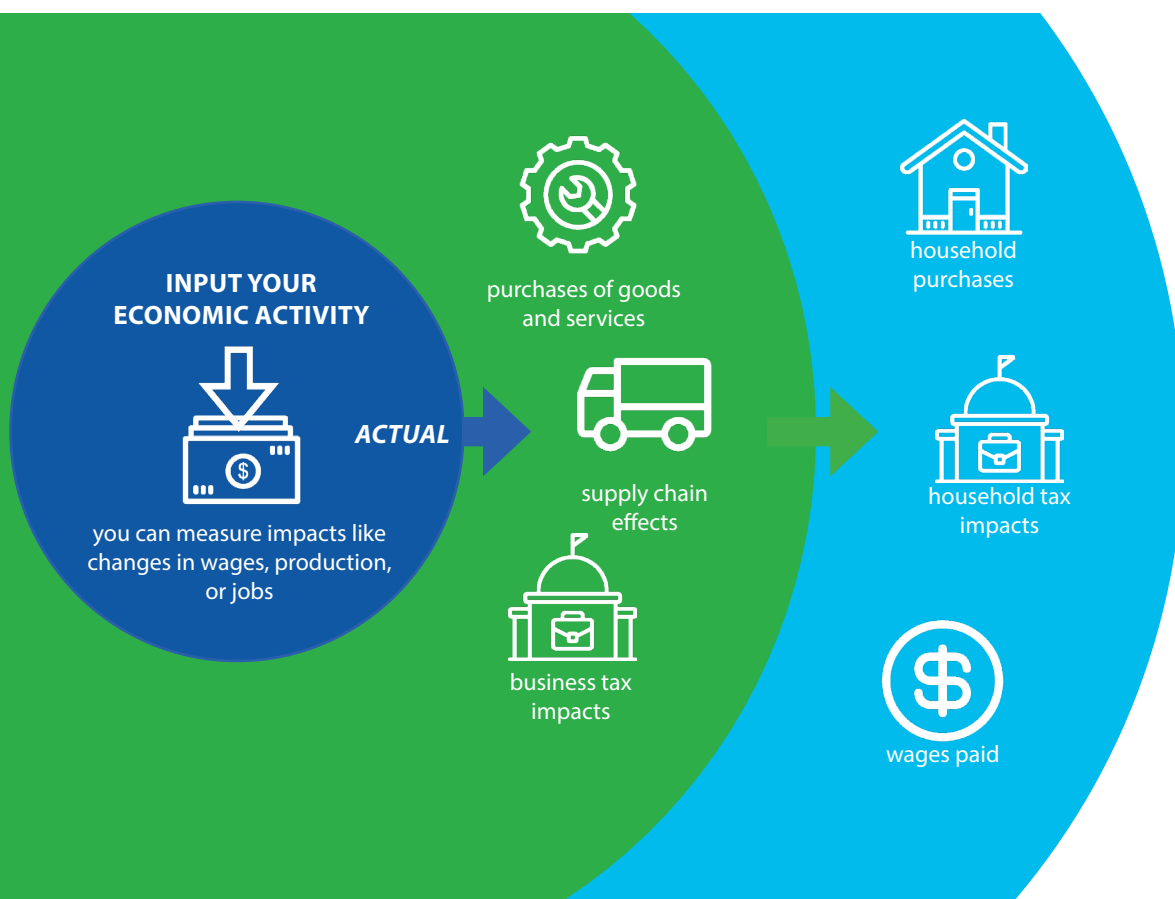 INPUT YOUR
ECONOMIC ACTIVITY
$
you can measure impacts like
changes in wages, production,
or jobs
ACTUAL
purchases of goods
and services
supply chain
effects
business tax
impacts
household
purchases
household tax
impacts
$
wages paid